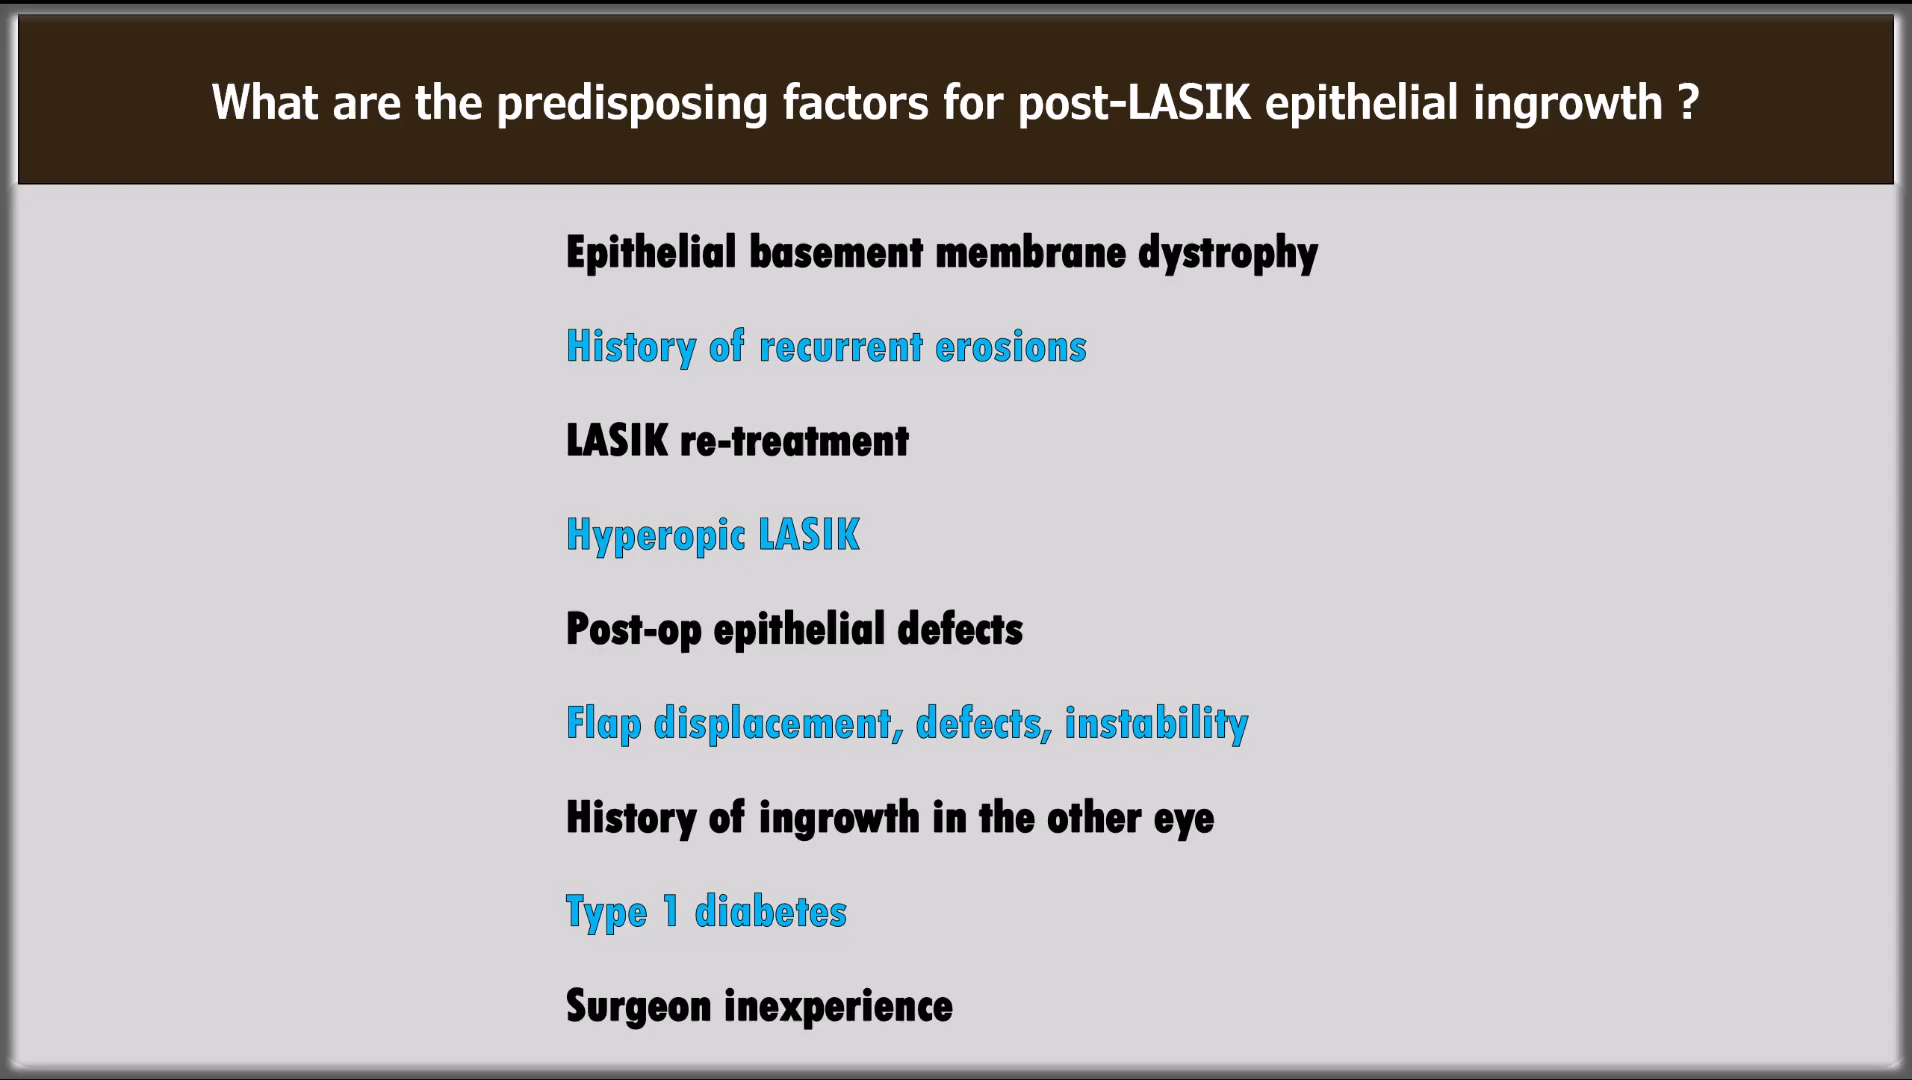 What are the predisposing factors for post-LASIK epithelial ingrowth ?
Epithelial basement membrane dystrophy
History of recurrent erosions
LASIK re-treatment
Hyperopic LASIK
Post-op epithelial defects
Flap displacement, defects, instability
History of ingrowth in the other eye
Type 1 diabetes
Surgeon inexperience